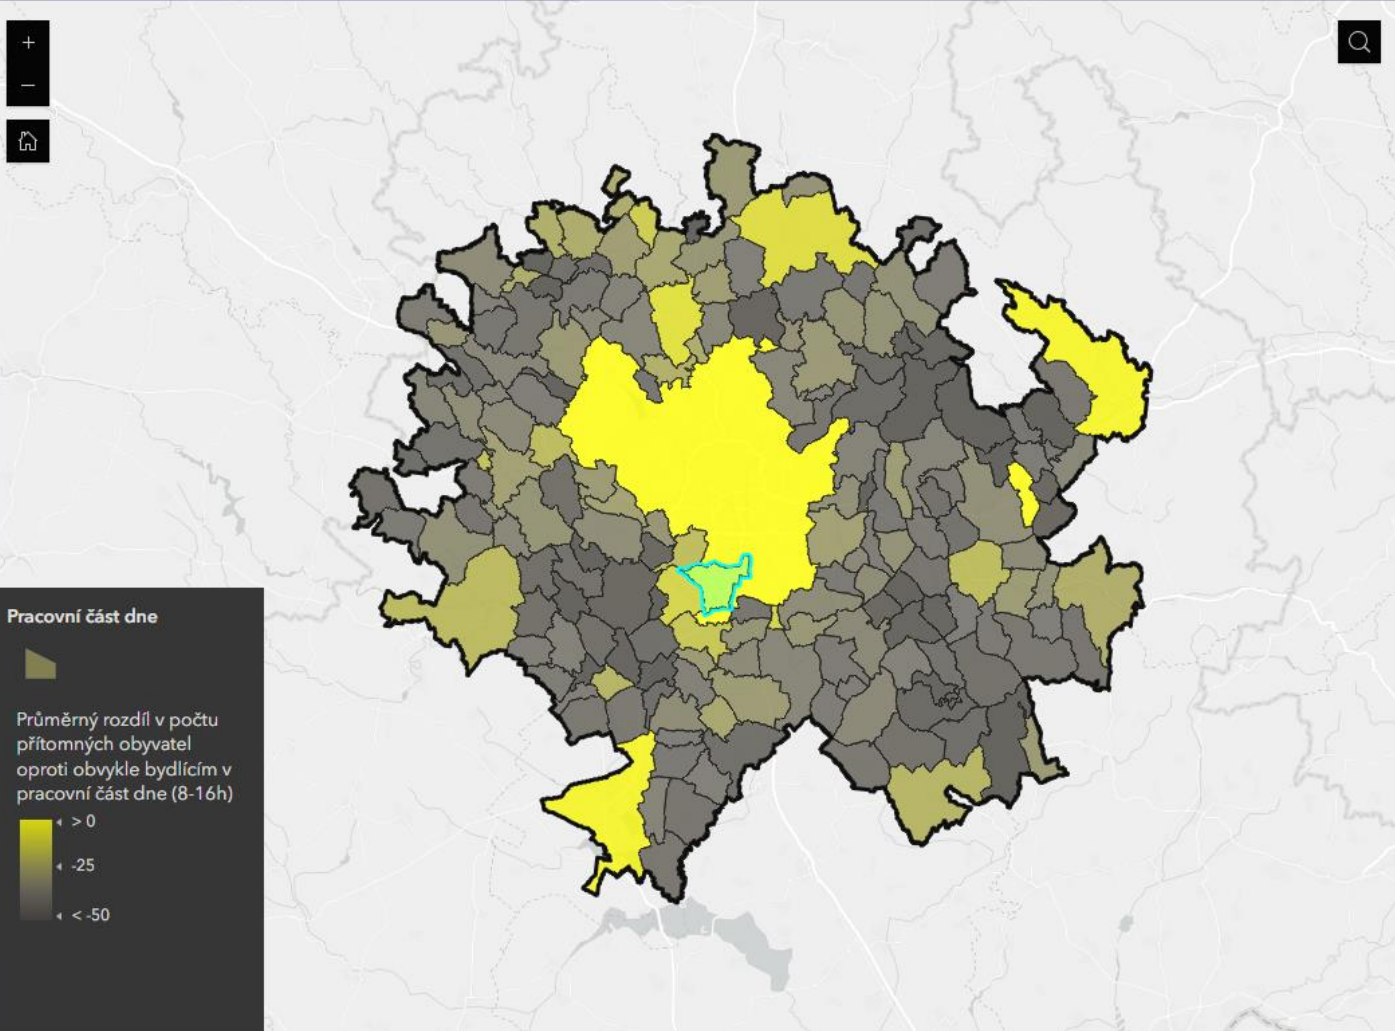 +
−
Pracovní část dne
Průměrný rozdíl v počtu
přítomných obyvatel
oproti obvykle bydlícím v
pracovní část dne (8-16h)
> 0
-25
< -50